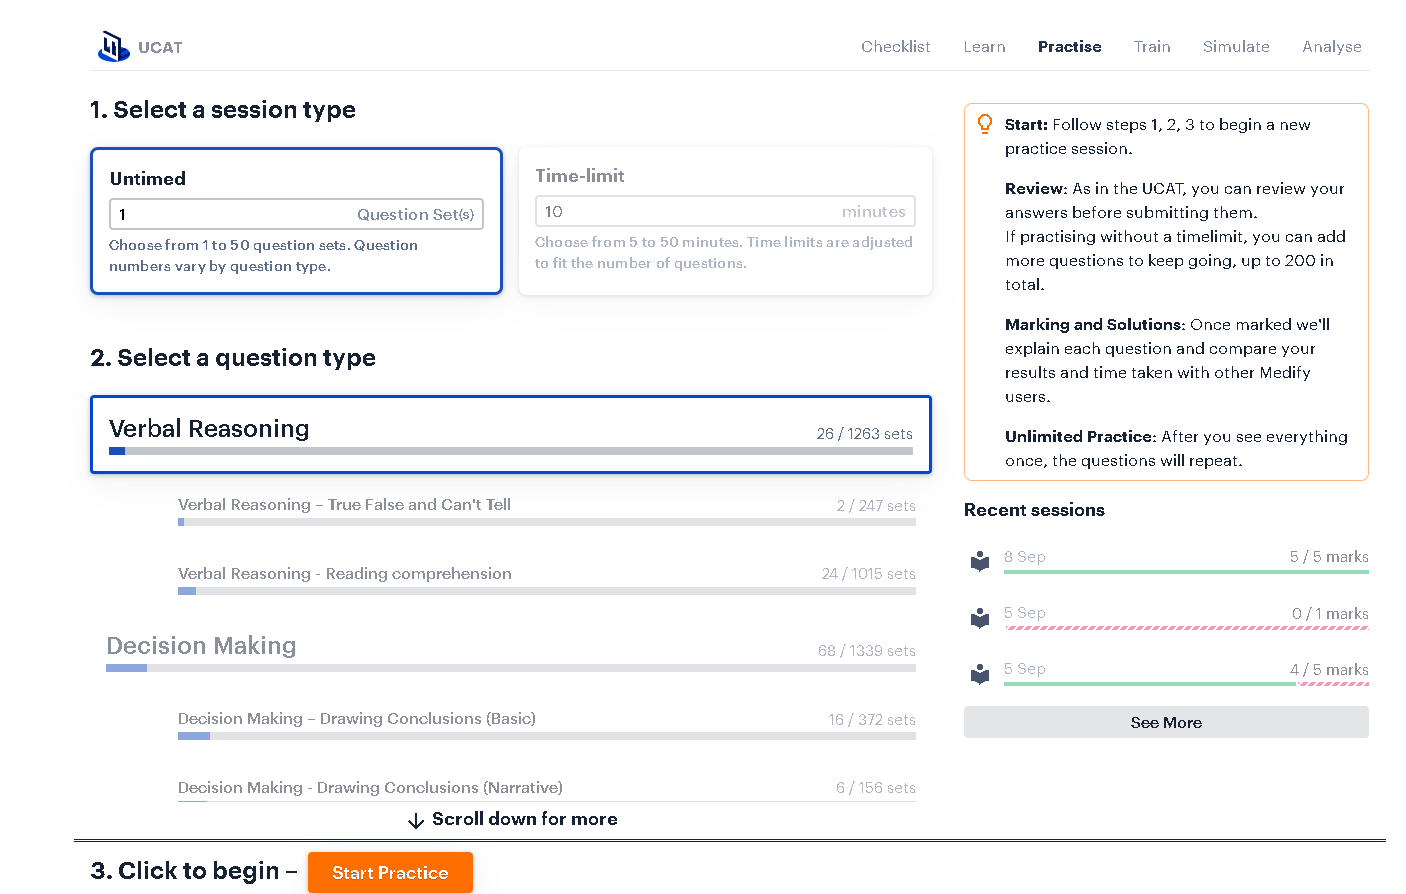 UCAT
Checklist
Learn
Practise
Train
Simulate
Analyse
1. Select a session type
Untimed
1
Question Set(s)
Choose from 1 to 50 question sets. Question
numbers vary by question type.
Time-limit
10
minutes
Choose from 5 to 50 minutes. Time limits are adjusted
to fit the number of questions.
2. Select a question type
Verbal Reasoning
26 / 1263 sets
Verbal Reasoning – True False and Can't Tell
2 / 247 sets
Verbal Reasoning - Reading comprehension
24 / 1015 sets
Decision Making
68 / 1339 sets
Decision Making – Drawing Conclusions (Basic)
16 / 372 sets
Decision Making - Drawing Conclusions (Narrative)
6 / 156 sets
Scroll down for more
3. Click to begin –
Start Practice
Start: Follow steps 1, 2, 3 to begin a new
practice session.
Review: As in the UCAT, you can review your
answers before submitting them.
If practising without a timelimit, you can add
more questions to keep going, up to 200 in
total.
Marking and Solutions: Once marked we'll
explain each question and compare your
results and time taken with other Medify
users.
Unlimited Practice: After you see everything
once, the questions will repeat.
Recent sessions
8 Sep
5 / 5 marks
5 Sep
0 / 1 marks
5 Sep
4 / 5 marks
See More